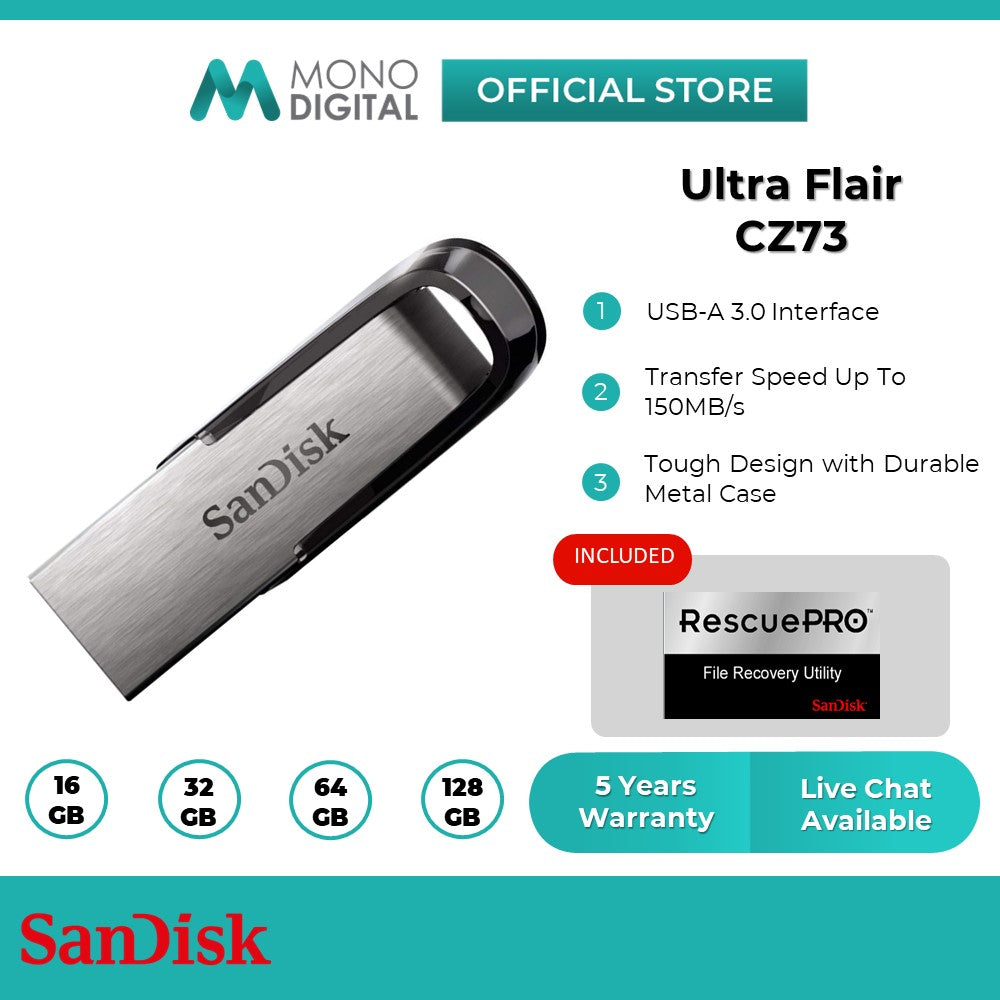 MONO
DIGITAL
OFFICIAL STORE
Ultra Flair
CZ73
1 USB-A 3.0 Interface
2 Transfer Speed Up To
150MB/s
3 Tough Design with Durable
Metal Case
SanDisk
INCLUDED
RescuePRO™
File Recovery Utility
SanDisk
16
GB
32
GB
64
GB
128
GB
5 Years
Warranty
Live Chat
Available
SanDisk